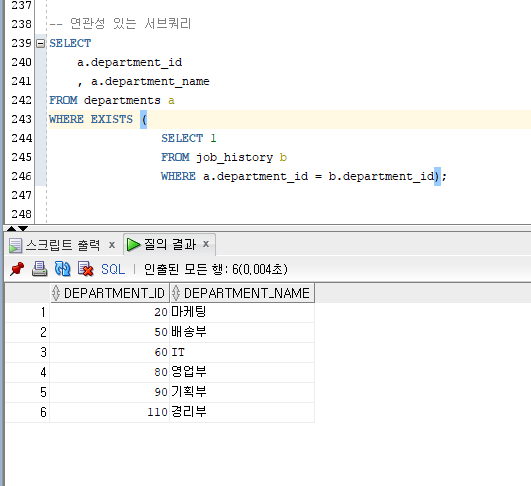 237
238 -- 연관성 있는 서브쿼리
239 SELECT
240 a.department_id
241 , a.department_name
242 FROM departments a
243 WHERE EXISTS (
244 SELECT 1
245 FROM job_history b
246 WHERE a.department_id = b.department_id);
247
248
스크립트 출력 x 질의 결과 x
SQL | 인출된 모든 행: 6(0,004초)
DEPARTMENT_ID DEPARTMENT_NAME
1 20 마케팅
2 50 배송부
3 60 IT
4 80 영업부
5 90 기획부
6 110 경리부